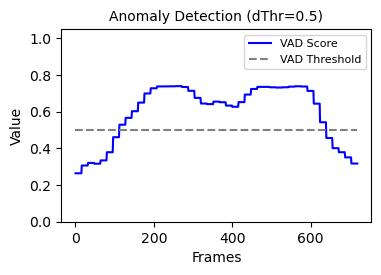 Anomaly Detection (dThr=0.5)
VAD Score
VAD Threshold
Value
1.0
0.8
0.6
0.4
0.2
0.0
0 200 400 600
Frames